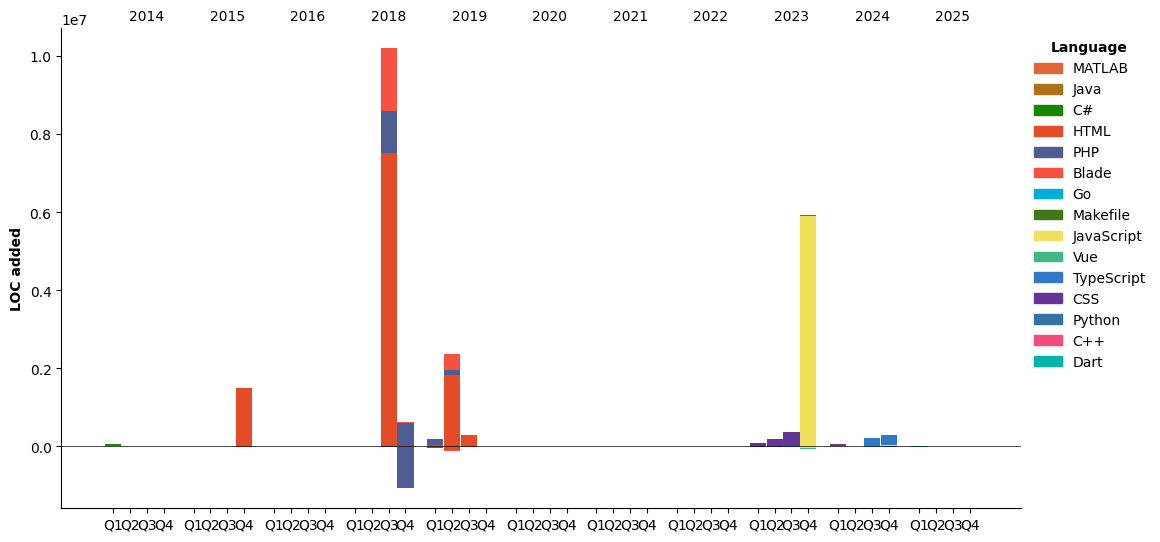 2014 2015 2016 2018 2019 2020 2021 2022 2023 2024 2025
1e7
Language
MATLAB
Java
C#
HTML
PHP
Blade
Go
Makefile
JavaScript
Vue
TypeScript
CSS
Python
C++
Dart
LOC added
1.0
0.8
0.6
0.4
0.2
0.0
Q1Q2Q3Q4 Q1Q2Q3Q4 Q1Q2Q3Q4 Q1Q2Q3Q4 Q1Q2Q3Q4 Q1Q2Q3Q4 Q1Q2Q3Q4 Q1Q2Q3Q4 Q1Q2Q3Q4 Q1Q2Q3Q4 Q1Q2Q3Q4